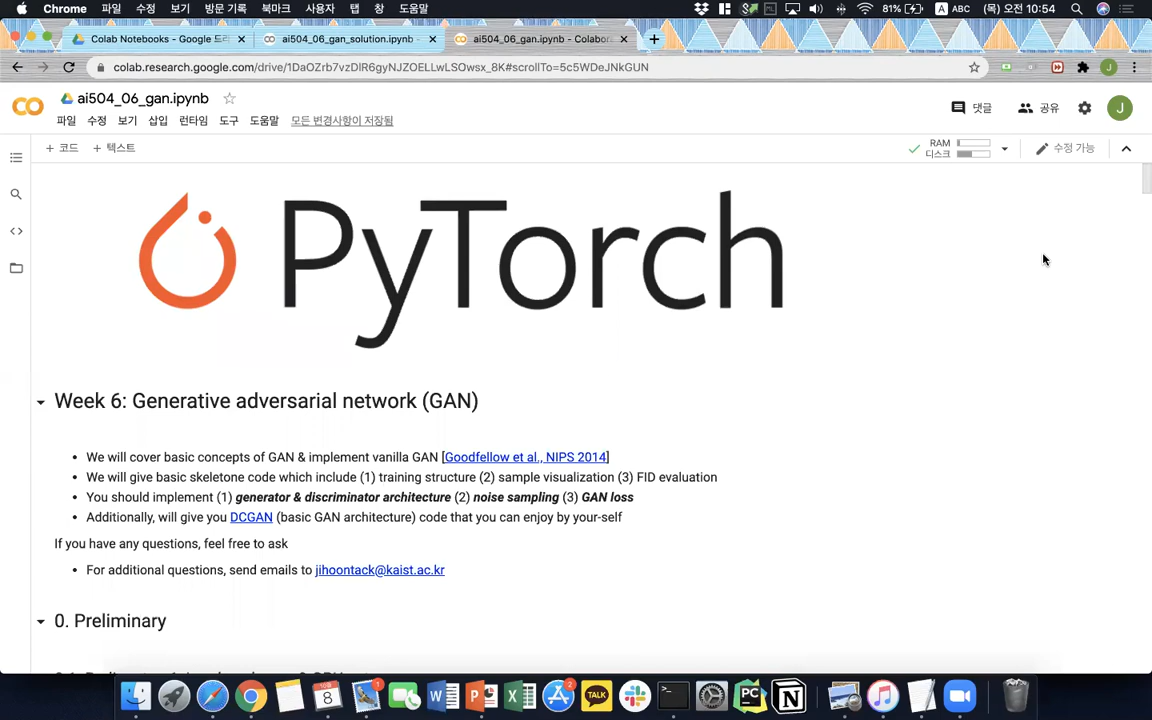 Chrome 파일 수정 보기 방문 기록 북마크 사용자 탭 창 도움말 81% A ABC (목) 오전 10:54
Colab Notebooks - Google 드라 ai504_06_gan_solution.ipynb - ai504_06_gan.ipynb - Colabor
colab.research.google.com/drive/1DaOZrb7vzDlR6gyNJZOELLwLSOwsx_8K#scrollTo=5c5WDeJNkGUN J
ai504_06_gan.ipynb 댓글 공유 J
파일 수정 보기 삽입 런타임 도구 도움말 모든 변경사항이 저장됨
+ 코드 + 텍스트 RAM 디스크 수정 가능
PyTorch
Week 6: Generative adversarial network (GAN)
• We will cover basic concepts of GAN & implement vanilla GAN [Goodfellow et al., NIPS 2014]
• We will give basic skeletone code which include (1) training structure (2) sample visualization (3) FID evaluation
• You should implement (1) generator & discriminator architecture (2) noise sampling (3) GAN loss
• Additionally, will give you DCGAN (basic GAN architecture) code that you can enjoy by your-self
If you have any questions, feel free to ask
• For additional questions, send emails to jihoontack@kaist.ac.kr
0. Preliminary